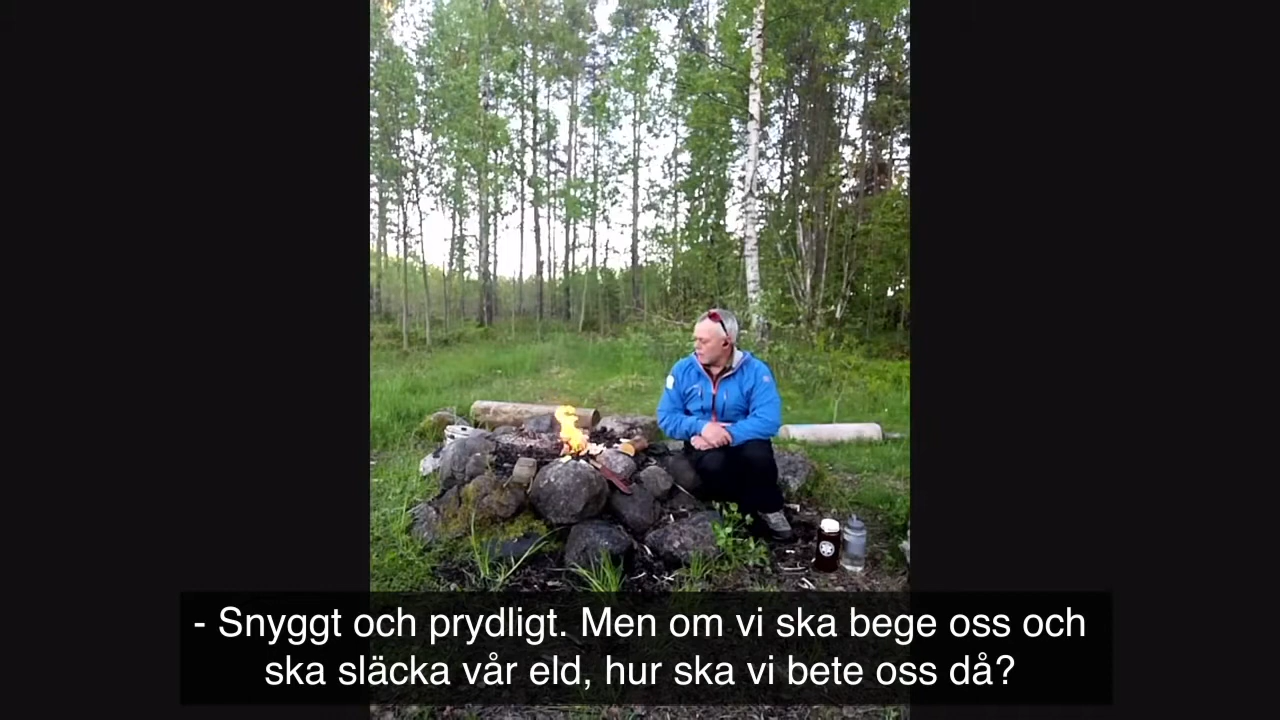 - Snyggt och prydligt. Men om vi ska bege oss och
ska släcka vår eld, hur ska vi bete oss då?